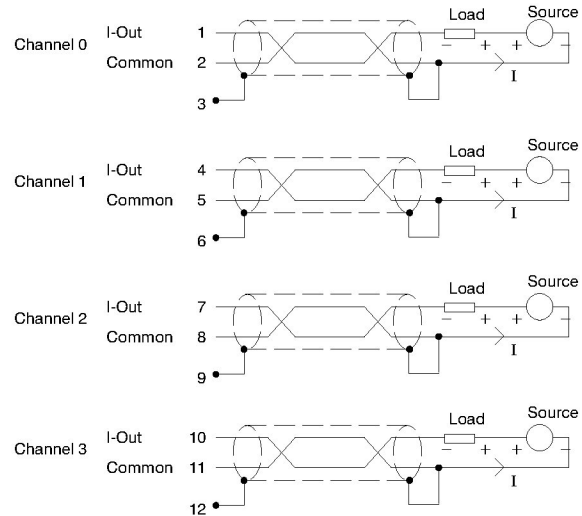 Source
Load
I-Out 1
Channel 0
− + + −
Common 2
I
3
Source
Load
I-Out 4
Channel 1
− + + −
Common 5
I
6
Source
Load
I-Out 7
Channel 2
− + + −
Common 8
I
9
Source
Load
I-Out 10
Channel 3
− + + −
Common 11
I
12